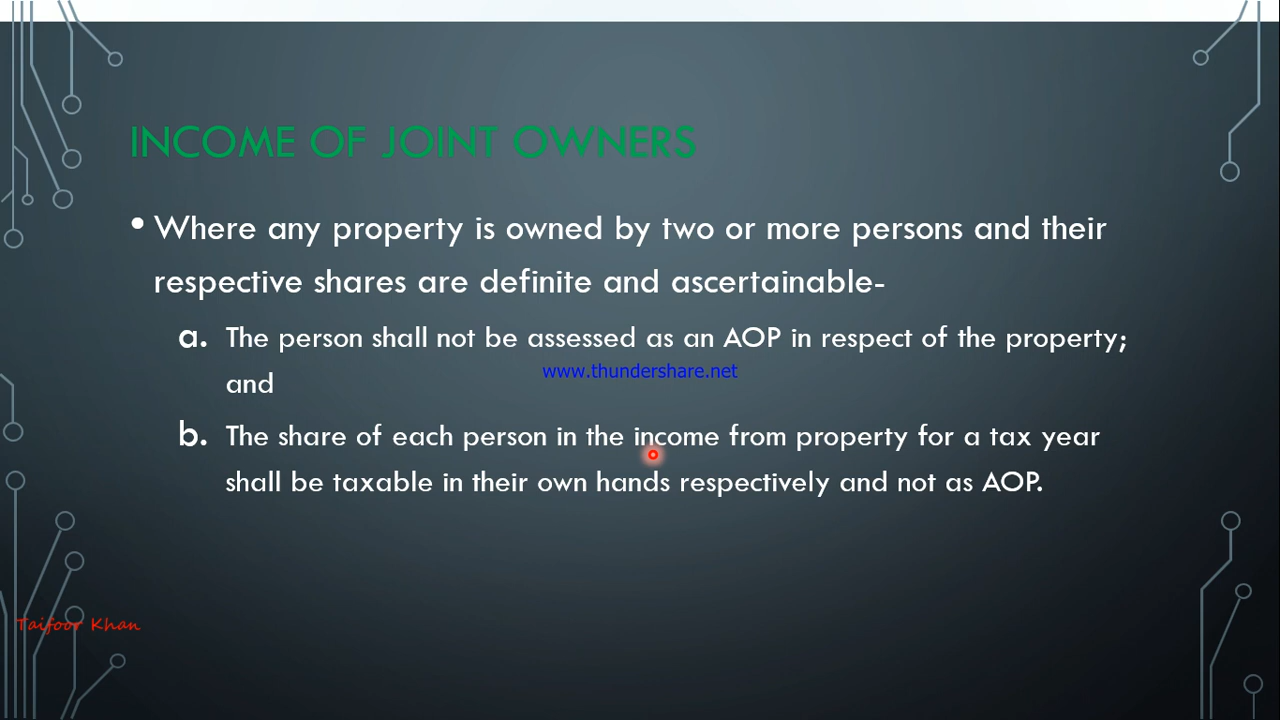 INCOME OF JOINT OWNERS
• Where any property is owned by two or more persons and their
respective shares are definite and ascertainable-
a. The person shall not be assessed as an AOP in respect of the property;
www.thundershare.net
and
b. The share of each person in the income from property for a tax year
shall be taxable in their own hands respectively and not as AOP.
Taifoor Khan